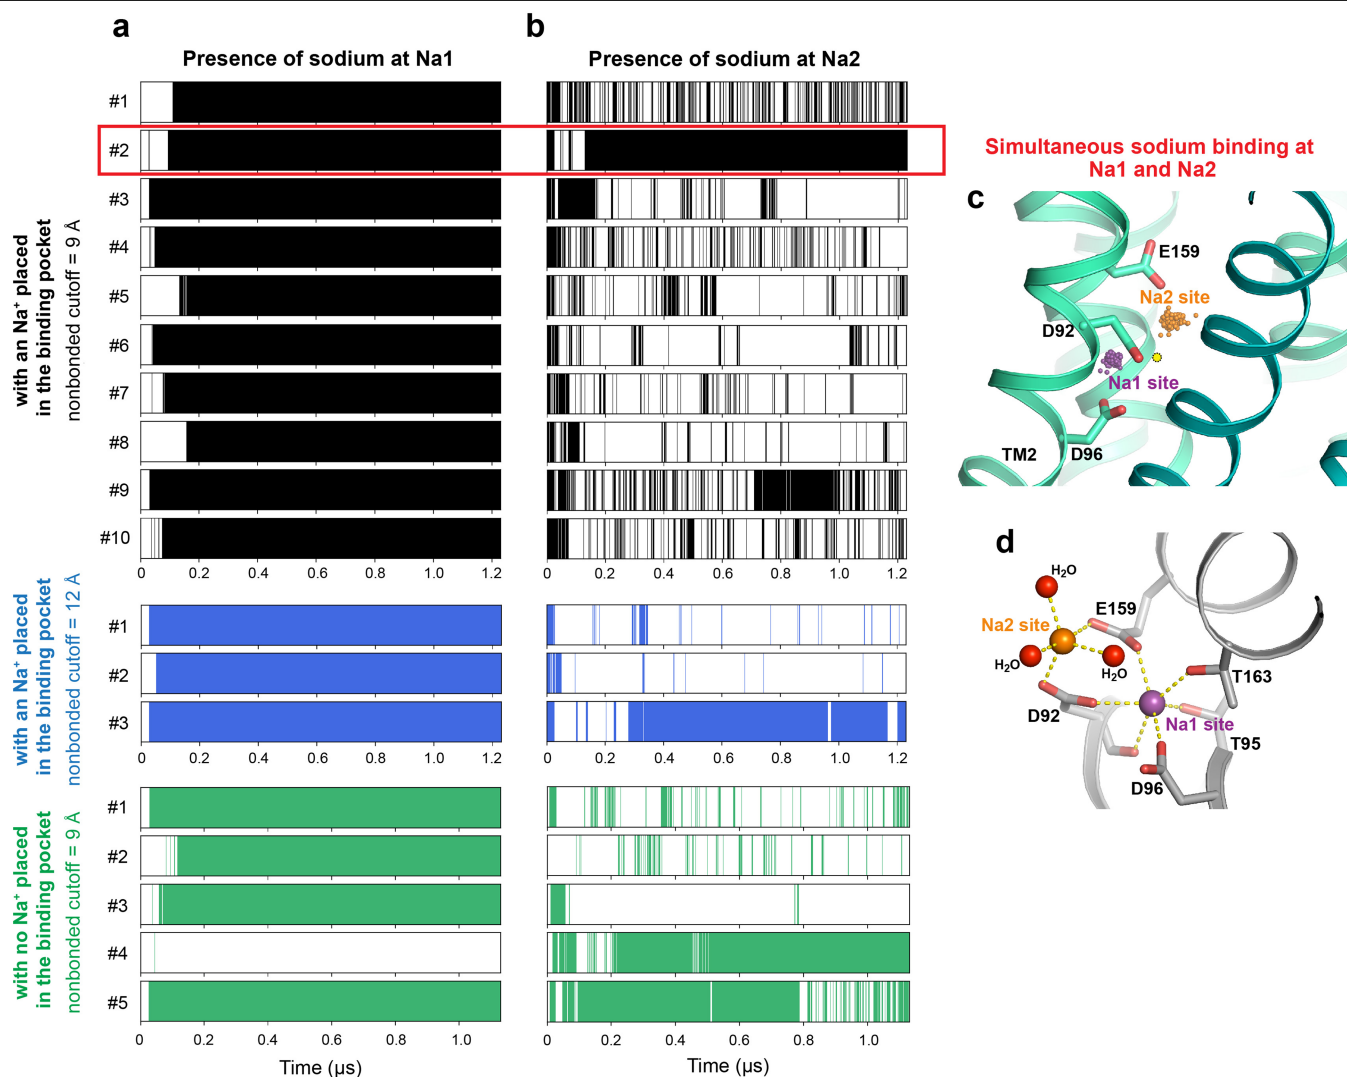 a
b
Presence of sodium at Na1
Presence of sodium at Na2
with an Na⁺ placed
in the binding pocket
nonbonded cutoff = 9 Å
#1
#2
#3
#4
#5
#6
#7
#8
#9
#10
0 0.2 0.4 0.6 0.8 1.0 1.2
0 0.2 0.4 0.6 0.8 1.0 1.2
with an Na⁺ placed
in the binding pocket
nonbonded cutoff = 12 Å
#1
#2
#3
0 0.2 0.4 0.6 0.8 1.0 1.2
0 0.2 0.4 0.6 0.8 1.0 1.2
with no Na⁺ placed
in the binding pocket
nonbonded cutoff = 9 Å
#1
#2
#3
#4
#5
0 0.2 0.4 0.6 0.8 1.0
0 0.2 0.4 0.6 0.8 1.0
Time (µs)
Time (µs)
Simultaneous sodium binding at
Na1 and Na2
c
E159
Na2 site
D92
Na1 site
TM2
D96
d
H₂O
E159
Na2 site
H₂O
H₂O
T163
D92
Na1 site
T95
D96